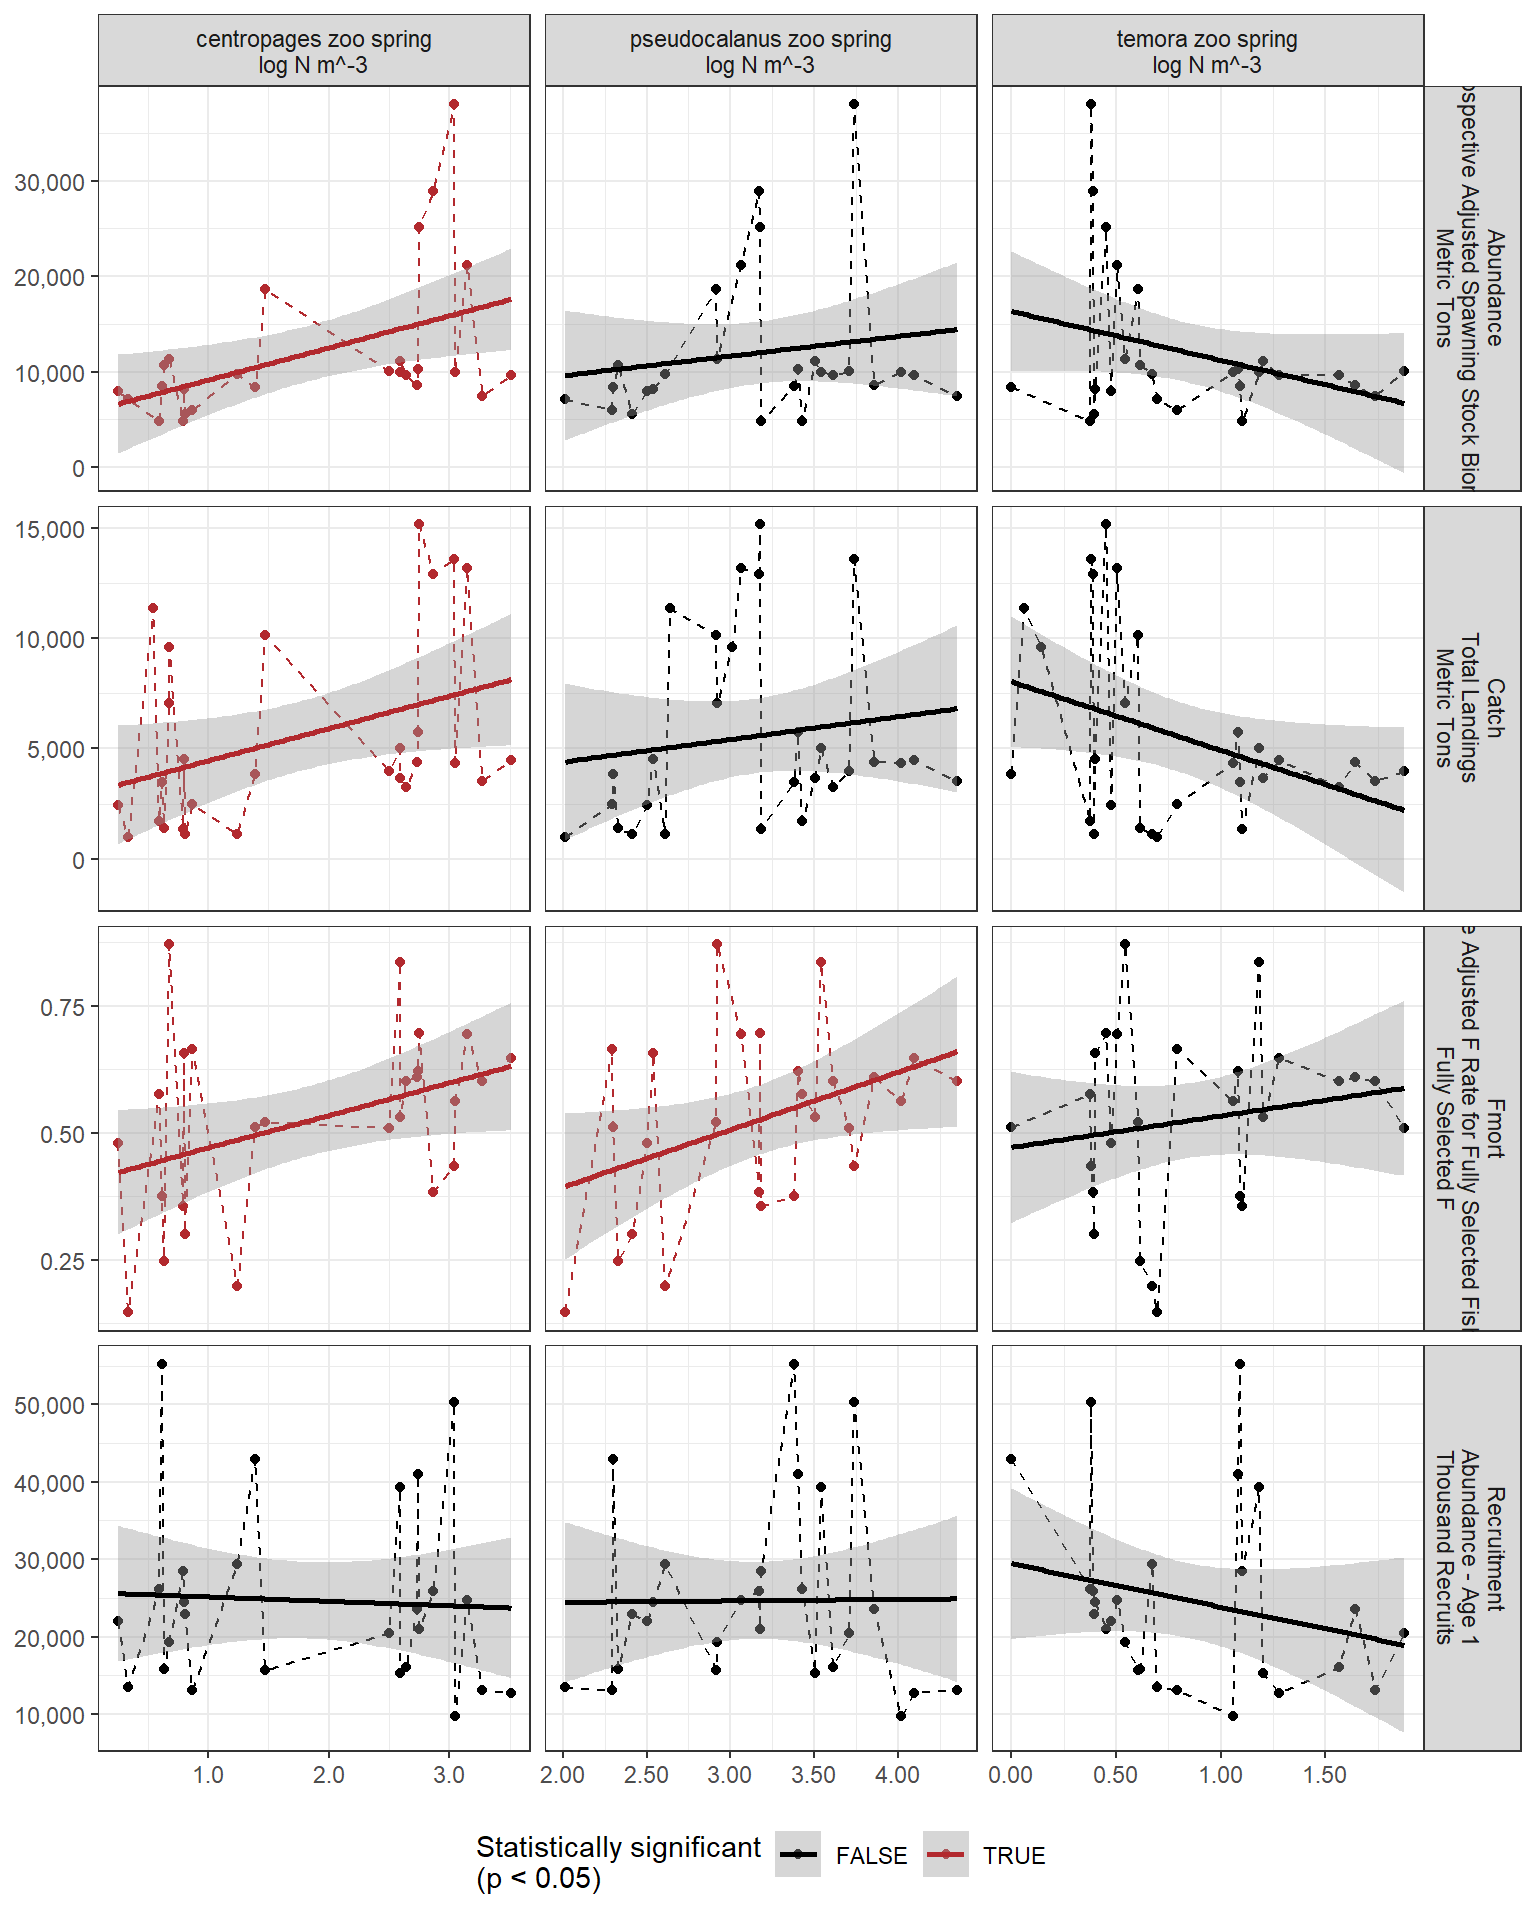 centropages zoo spring
log N m^-3
pseudocalanus zoo spring
log N m^-3
temora zoo spring
log N m^-3
30,000
20,000
10,000
0
Abundance
Adjusted Spawning Stock
Metric Tons
15,000
10,000
5,000
0
Catch
Total Landings
Metric Tons
0.75
0.50
0.25
Fmort
Adjusted F Rate for Fully Selected
Fully Selected F
50,000
40,000
30,000
20,000
10,000
Recruitment
Abundance - Age 1
Thousand Recruits
1.0
2.0
3.0
2.00
2.50
3.00
3.50
4.00
0.00
0.50
1.00
1.50
Statistically significant
(p < 0.05)
FALSE
TRUE